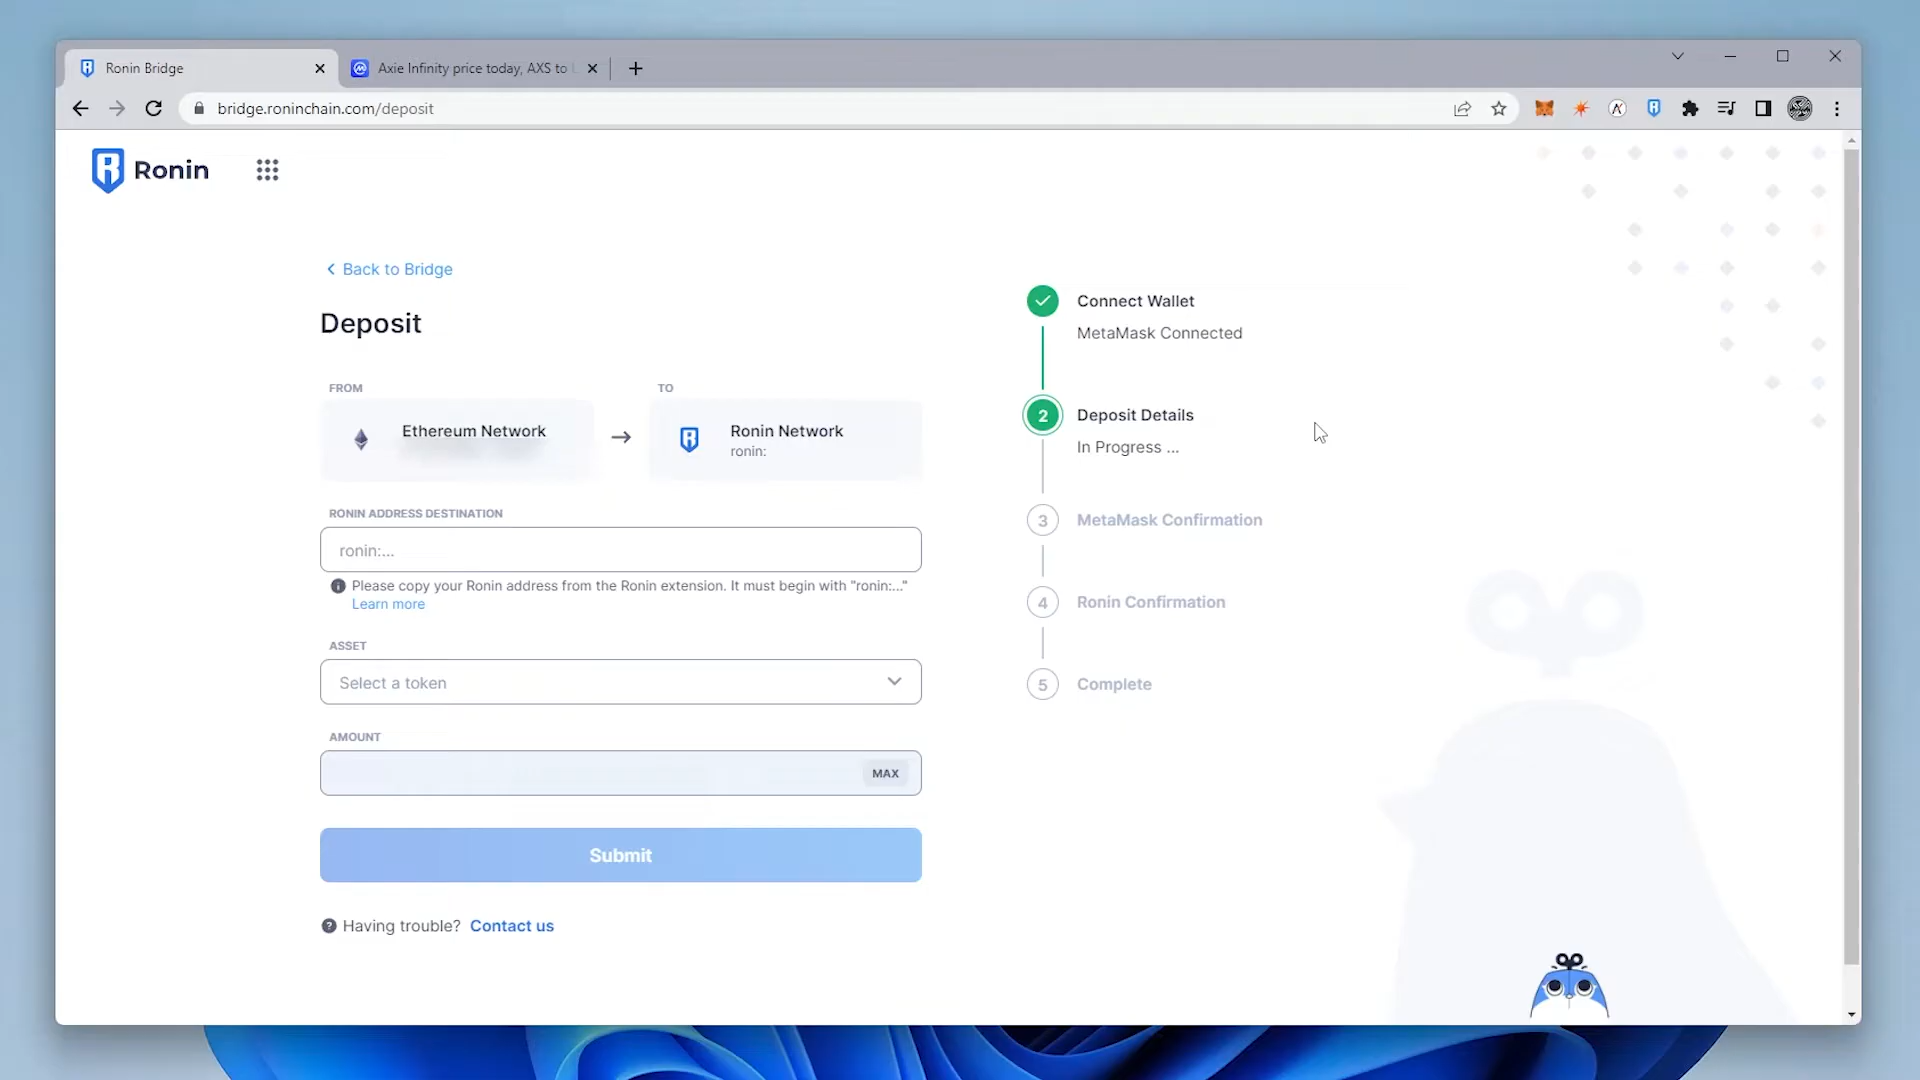 Ronin Bridge
Axie Infinity price today, AXS to
bridge.roninchain.com/deposit
Ronin
Back to Bridge
Deposit
FROM
TO
Ethereum Network
Ronin Network
ronin:
RONIN ADDRESS DESTINATION
ronin:...
Please copy your Ronin address from the Ronin extension. It must begin with "ronin:..."
Learn more
ASSET
Select a token
AMOUNT
MAX
Submit
Having trouble? Contact us
Connect Wallet
MetaMask Connected
2
Deposit Details
In Progress ...
3
MetaMask Confirmation
4
Ronin Confirmation
5
Complete